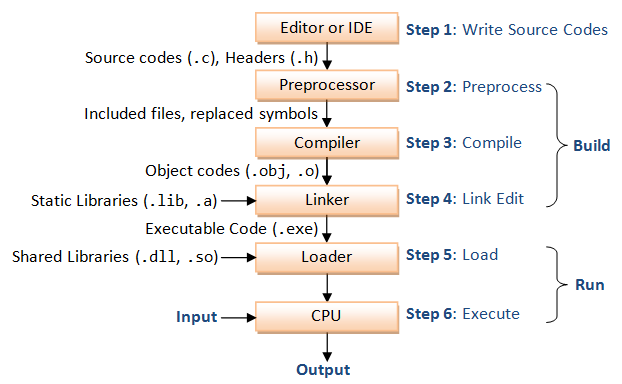 Editor or IDE
Step 1: Write Source Codes
Source codes (.c), Headers (.h)
Preprocessor
Step 2: Preprocess
Included files, replaced symbols
Compiler
Step 3: Compile
Build
Object codes (.obj, .o)
Static Libraries (.lib, .a)
Linker
Step 4: Link Edit
Executable Code (.exe)
Shared Libraries (.dll, .so)
Loader
Step 5: Load
Run
Input
CPU
Step 6: Execute
Output